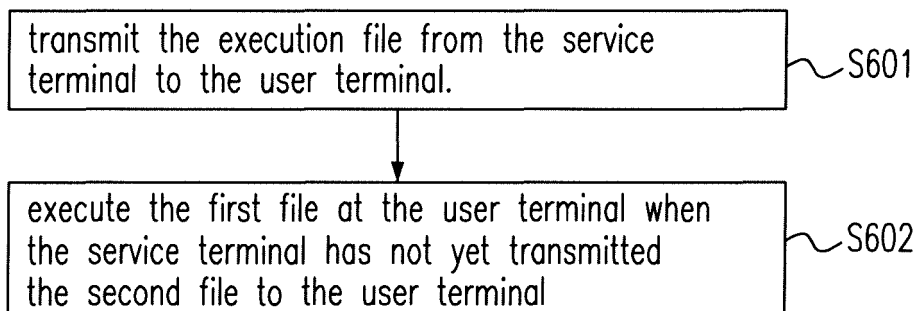 transmit the execution file from the service
terminal to the user terminal.
S601
execute the first file at the user terminal when
the service terminal has not yet transmitted
the second file to the user terminal
S602